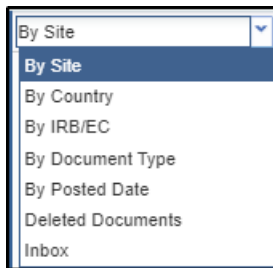 By Site
By Site
By Country
By IRB/EC
By Document Type
By Posted Date
Deleted Documents
Inbox